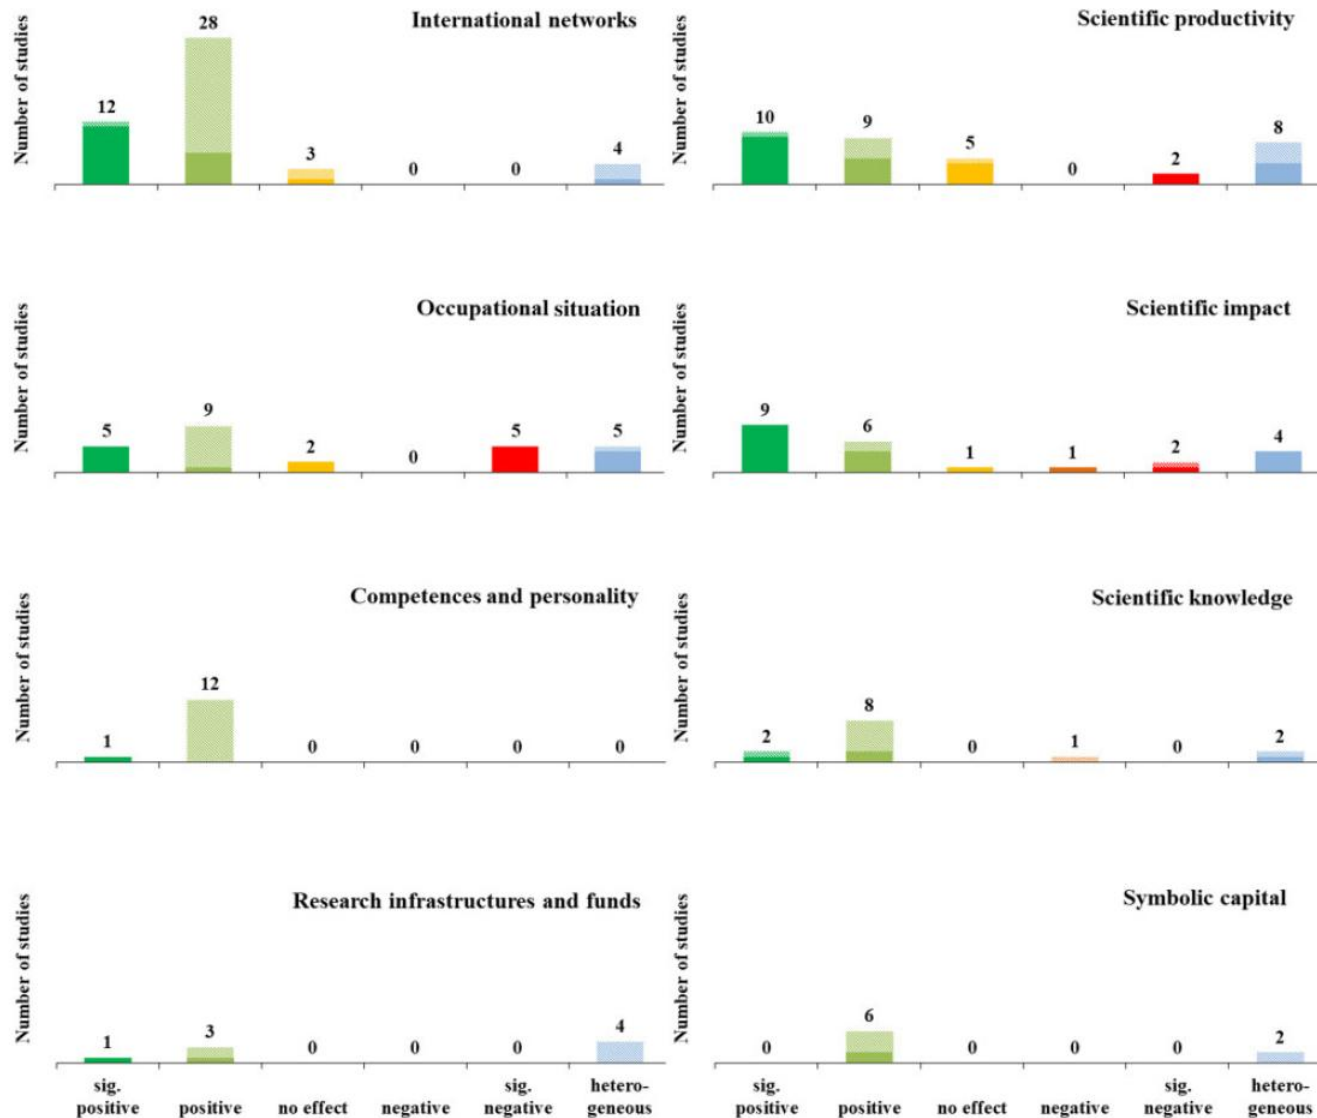 International networks
Number of studies
12
28
3
0
0
4
Scientific productivity
Number of studies
10
9
5
0
2
8
Occupational situation
Number of studies
5
9
2
0
5
5
Scientific impact
Number of studies
9
6
1
1
2
4
Competences and personality
Number of studies
1
12
0
0
0
0
Scientific knowledge
Number of studies
2
8
0
1
0
2
Research infrastructures and funds
Number of studies
1
3
0
0
0
4
sig.
positive
positive
no effect
negative
sig.
negative
hetero-
geneous
Symbolic capital
Number of studies
0
6
0
0
0
2
sig.
positive
positive
no effect
negative
sig.
negative
hetero-
geneous